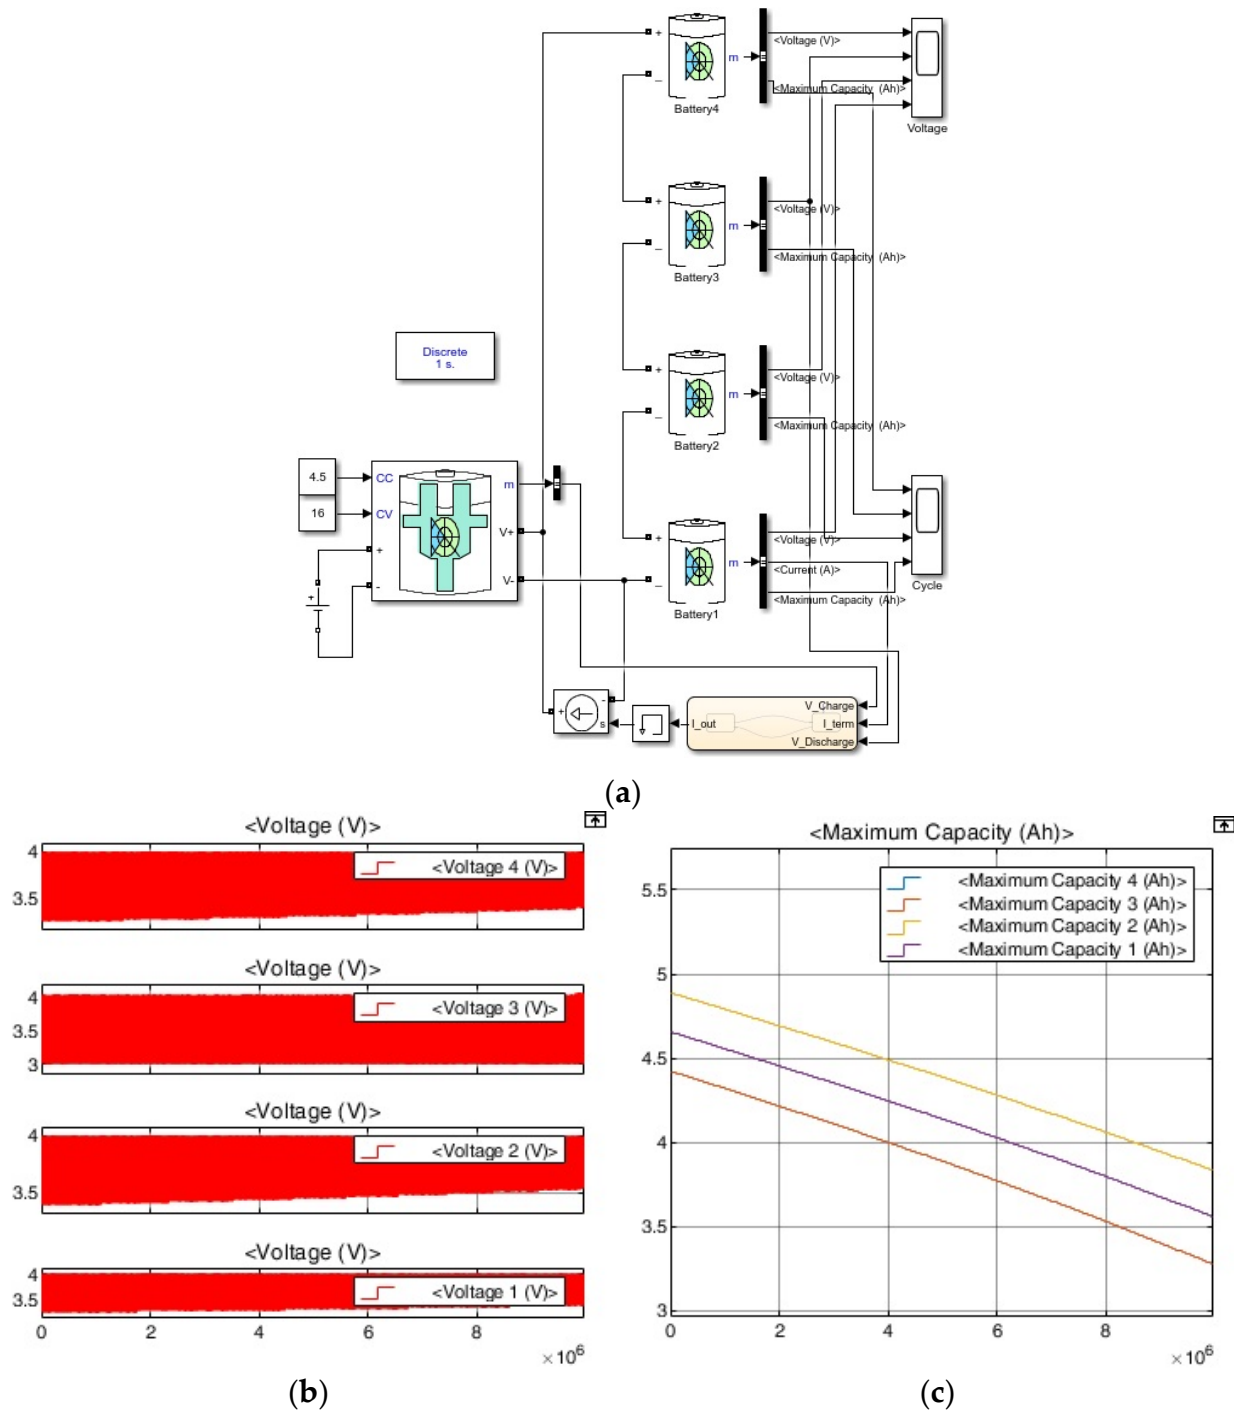 +
m
<Voltage (V)>
<Maximum Capacity (Ah)>
_
Battery4
Voltage
+
m
<Voltage (V)>
<Maximum Capacity (Ah)>
_
Battery3
Discrete
1 s.
+
m
<Voltage (V)>
<Maximum Capacity (Ah)>
_
Battery2
4.5
CC
m
16
CV
V+
+
V-
-
+
+
m
<Voltage (V)>
<Current (A)>
<Maximum Capacity (Ah)>
_
Battery1
Cycle
+
-
s
I_out
V_Charge
I_term
V_Discharge
(a)
<Voltage (V)>
4
3.5
<Voltage 4 (V)>
<Voltage (V)>
4
3.5
3
<Voltage 3 (V)>
<Voltage (V)>
4
3.5
<Voltage 2 (V)>
<Voltage (V)>
4
3.5
<Voltage 1 (V)>
0 2 4 6 8
×10⁶
(b)
<Maximum Capacity (Ah)>
<Maximum Capacity 4 (Ah)>
<Maximum Capacity 3 (Ah)>
<Maximum Capacity 2 (Ah)>
<Maximum Capacity 1 (Ah)>
5.5
5
4.5
4
3.5
3
0 2 4 6 8
×10⁶
(c)